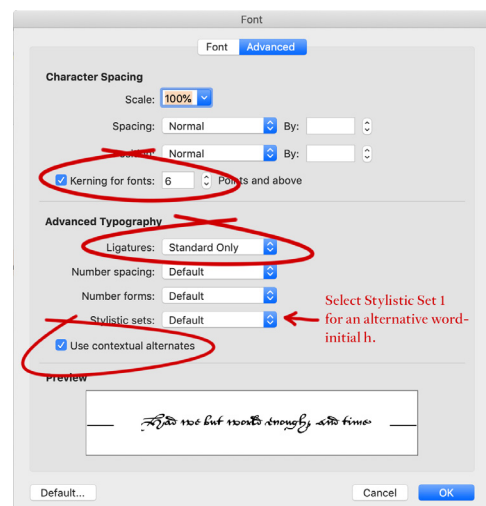 Font
Font Advanced
Character Spacing
Scale: 100%
Spacing: Normal By:
Position: Normal By:
Kerning for fonts: 6 Points and above
Advanced Typography
Ligatures: Standard Only
Number spacing: Default
Number forms: Default
Stylistic sets: Default
Select Stylistic Set 1
for an alternative word-
initial h.
Use contextual alternates
Preview
Had we but world enough, and time
Default... Cancel OK